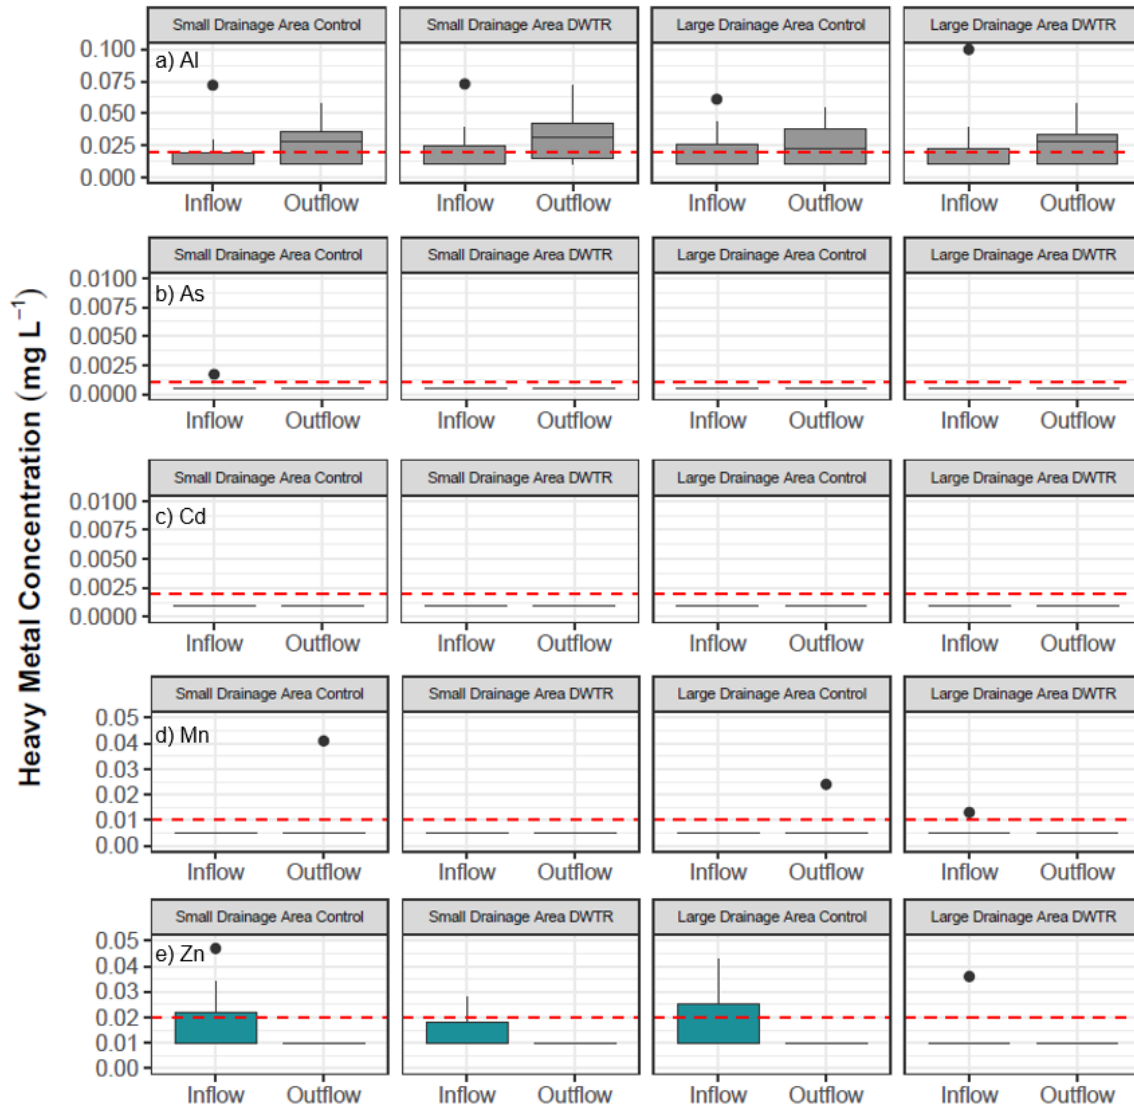 Heavy Metal Concentration (mg L⁻¹)
Small Drainage Area Control Small Drainage Area DWTR Large Drainage Area Control Large Drainage Area DWTR
a) Al
0.100
0.075
0.050
0.025
0.000
Inflow Outflow Inflow Outflow Inflow Outflow Inflow Outflow
Small Drainage Area Control Small Drainage Area DWTR Large Drainage Area Control Large Drainage Area DWTR
b) As
0.0100
0.0075
0.0050
0.0025
0.0000
Inflow Outflow Inflow Outflow Inflow Outflow Inflow Outflow
Small Drainage Area Control Small Drainage Area DWTR Large Drainage Area Control Large Drainage Area DWTR
c) Cd
0.0100
0.0075
0.0050
0.0025
0.0000
Inflow Outflow Inflow Outflow Inflow Outflow Inflow Outflow
Small Drainage Area Control Small Drainage Area DWTR Large Drainage Area Control Large Drainage Area DWTR
d) Mn
0.05
0.04
0.03
0.02
0.01
0.00
Inflow Outflow Inflow Outflow Inflow Outflow Inflow Outflow
Small Drainage Area Control Small Drainage Area DWTR Large Drainage Area Control Large Drainage Area DWTR
e) Zn
0.05
0.04
0.03
0.02
0.01
0.00
Inflow Outflow Inflow Outflow Inflow Outflow Inflow Outflow